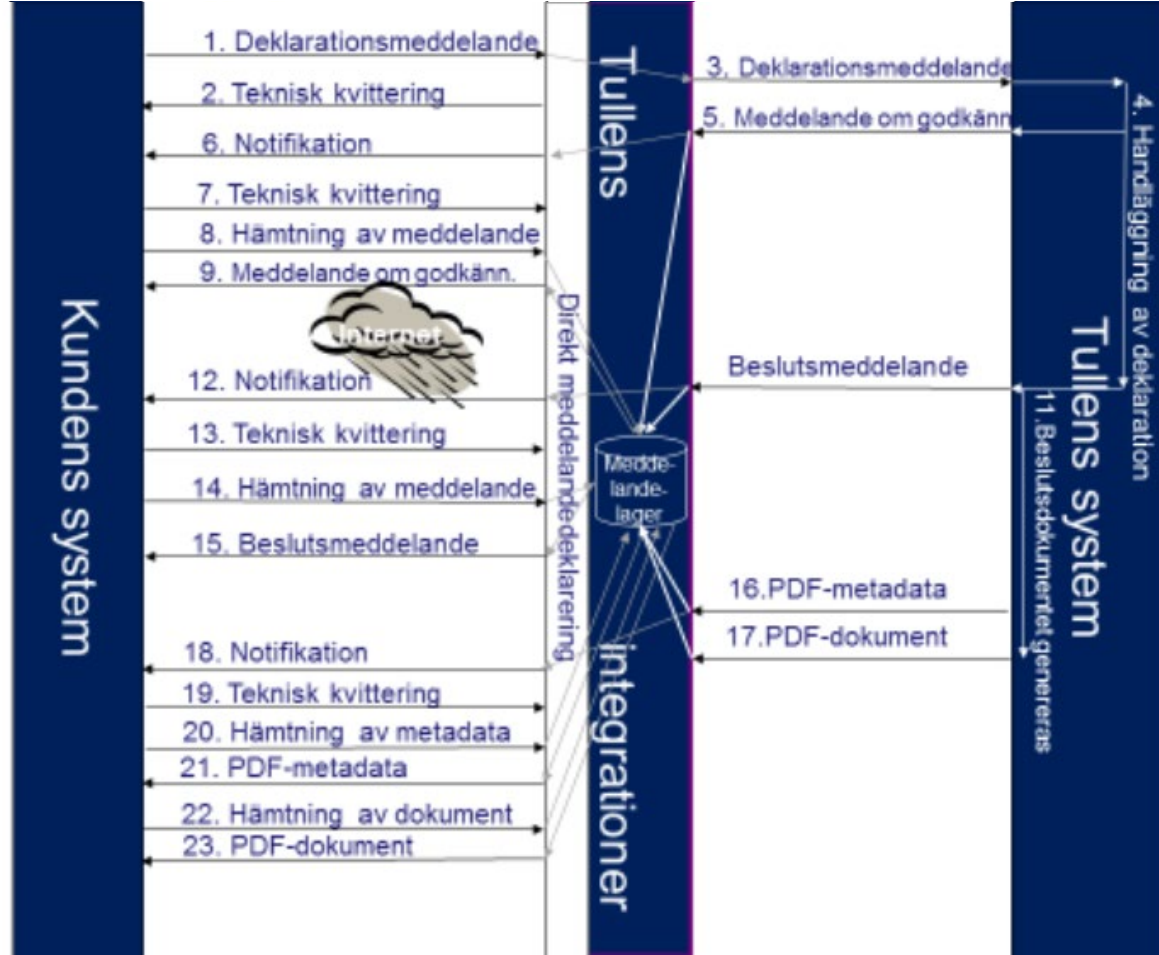 Kundens system
1. Deklarationsmeddelande
2. Teknisk kvittering
6. Notifikation
7. Teknisk kvittering
8. Hämtning av meddelande
9. Meddelande om godkänn.
Internet
12. Notifikation
13. Teknisk kvittering
14. Hämtning av meddelande
15. Beslutsmeddelande
18. Notifikation
19. Teknisk kvittering
20. Hämtning av metadata
21. PDF-metadata
22. Hämtning av dokument
23. PDF-dokument
Direkt meddelandedeklarering
Tullens integrationer
Medde-
lande-
lager
3. Deklarationsmeddelande
5. Meddelande om godkänn
Beslutsmeddelande
16.PDF-metadata
17.PDF-dokument
Tullens system
4. Handläggning av deklaration
11.Beslutsdokumentet genereras